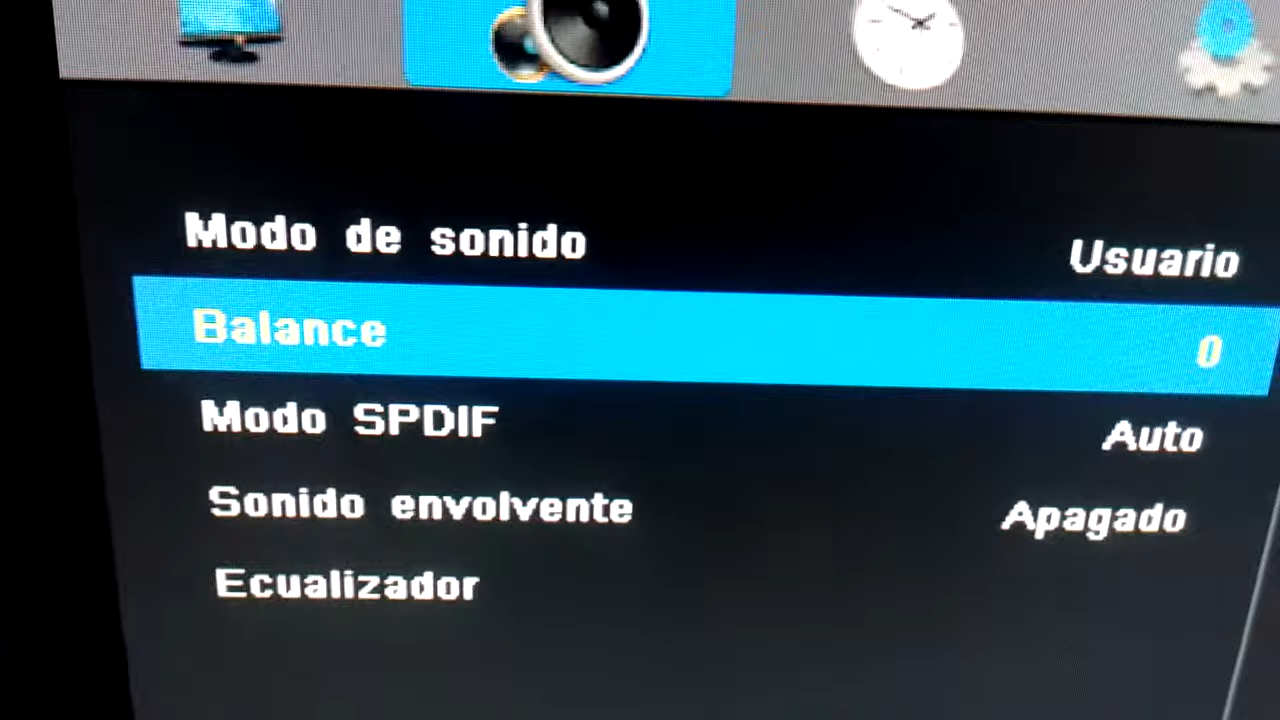 Modo de sonido Usuario
Balance 0
Modo SPDIF Auto
Sonido envolvente Apagado
Ecualizador